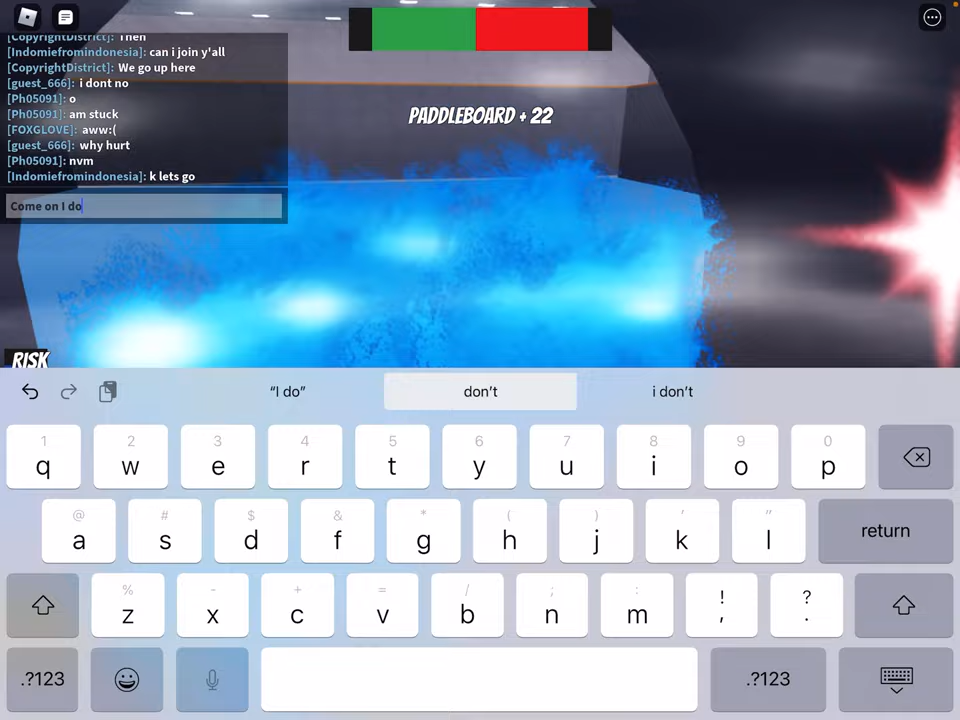 [CopyrightDistrict]: Then
[Indomiefromindonesia]: can i join y'all
[CopyrightDistrict]: We go up here
[guest_666]: i dont no
[Ph05091]: o
[Ph05091]: am stuck
[FOXGLOVE]: aww:(
[guest_666]: why hurt
[Ph05091]: nvm
[Indomiefromindonesia]: k lets go
Come on I do
PADDLEBOARD + 22
RISK
“I do” don’t i don’t
1 2 3 4 5 6 7 8 9 0
q w e r t y u i o p
@ # $ & * ( ) ' "
a s d f g h j k l return
% - + = / ; : ! ?
z x c v b n m , .
.?123 .?123